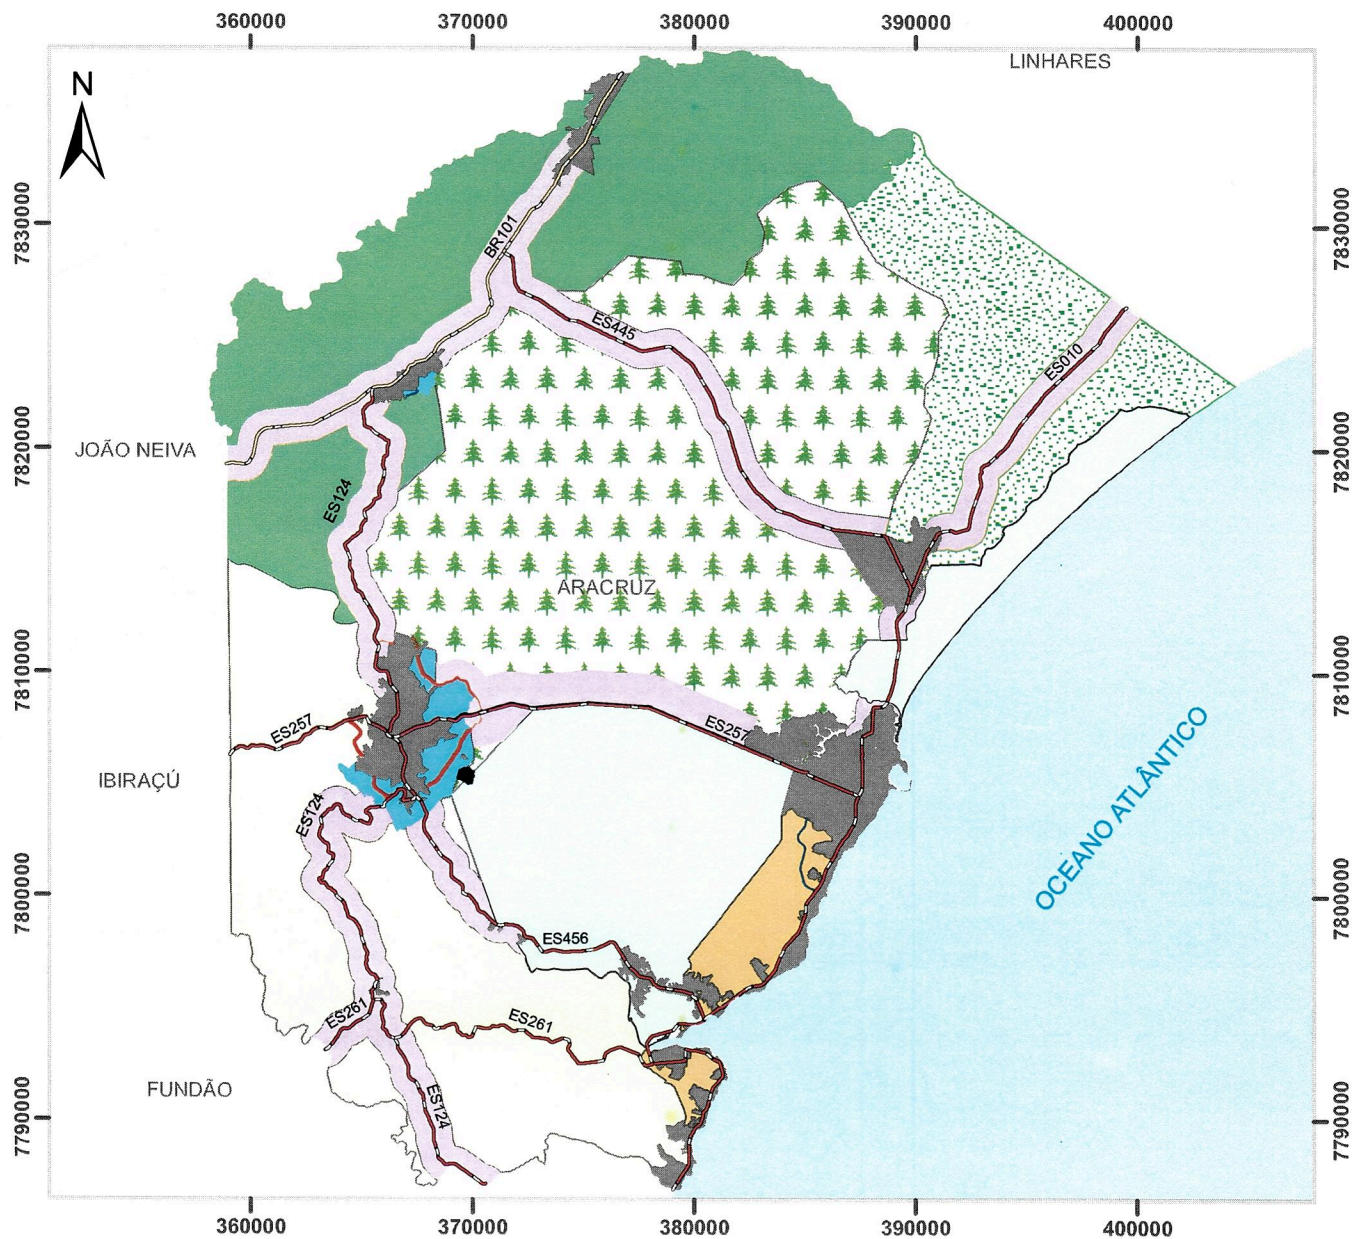 360000 370000 380000 390000 400000
LINHARES
N
7830000
7830000
BR101
ES445
ES010
7820000
JOÃO NEIVA
7820000
ES124
ARACRUZ
7810000
7810000
ES257
ES257
IBIRAÇÚ
OCEANO ATLÂNTICO
ES124
7800000
7800000
ES456
ES261
ES261
FUNDÃO
ES124
7790000
7790000
360000 370000 380000 390000 400000